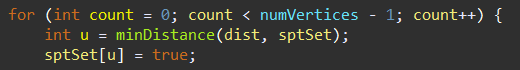 for (int count = 0; count < numVertices - 1; count++) {
    int u = minDistance(dist, sptSet);
    sptSet[u] = true;